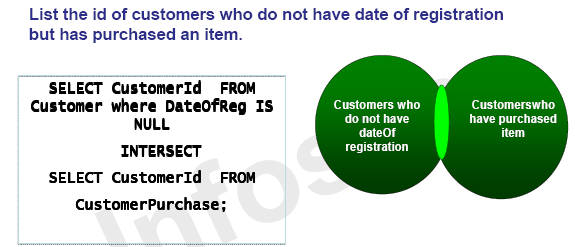 List the id of customers who do not have date of registration
but has purchased an item.
SELECT CustomerId FROM
Customer where DateOfReg IS
NULL
INTERSECT
SELECT CustomerId FROM
CustomerPurchase;
Customers who
do not have
dateOf
registration
Customerswho
have purchased
item
Infos